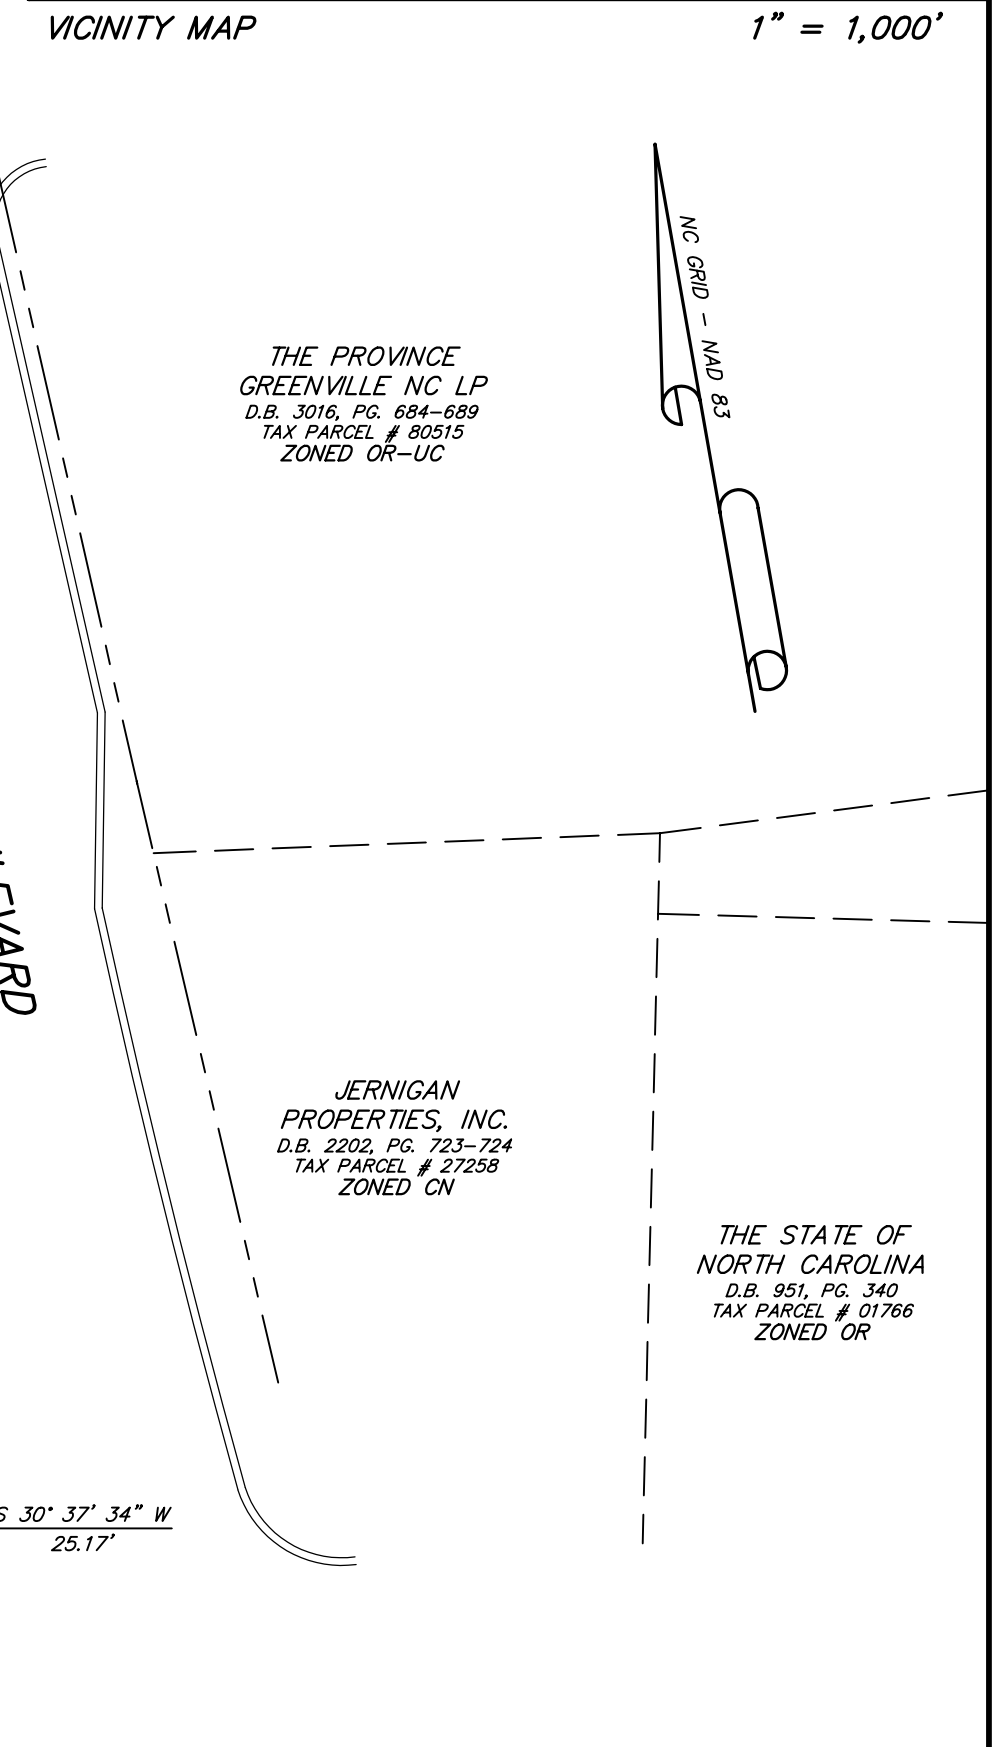 VICINITY MAP
1" = 1,000'
NC GRID - NAD 83
THE PROVINCE
GREENVILLE NC LP
D.B. 3016, PG. 684-689
TAX PARCEL # 80515
ZONED OR-UC
JERNIGAN
PROPERTIES, INC.
D.B. 2202, PG. 723-724
TAX PARCEL # 27258
ZONED CN
THE STATE OF
NORTH CAROLINA
D.B. 951, PG. 340
TAX PARCEL # 01766
ZONED OR
S 30° 37' 34" W
25.17'